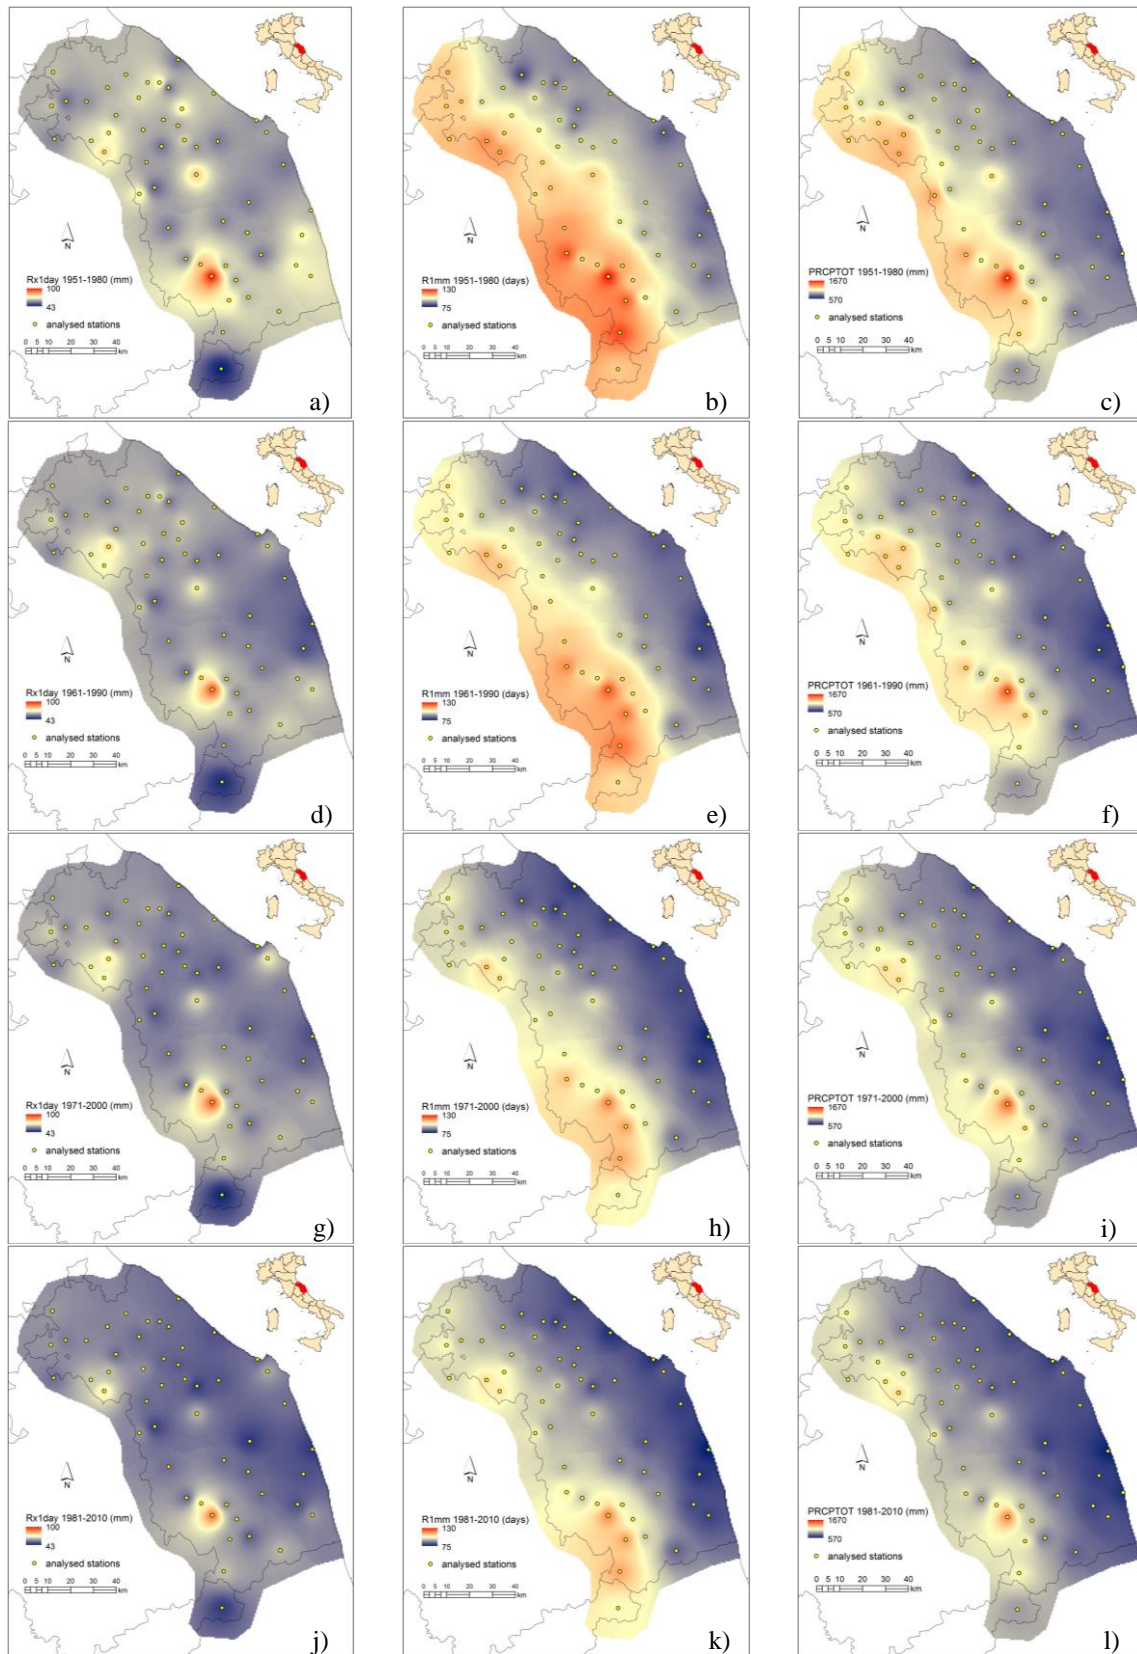 N
Rx1day 1951-1980 (mm)
100
43
analysed stations
0 5 10 20 30 40
km
a)
N
R1mm 1951-1980 (days)
130
75
analysed stations
0 5 10 20 30 40
km
b)
N
PRCPTOT 1951-1980 (mm)
1670
570
analysed stations
0 5 10 20 30 40
km
c)
N
Rx1day 1961-1990 (mm)
100
43
analysed stations
0 5 10 20 30 40
km
d)
N
R1mm 1961-1990 (days)
130
75
analysed stations
0 5 10 20 30 40
km
e)
N
PRCPTOT 1961-1990 (mm)
1670
570
analysed stations
0 5 10 20 30 40
km
f)
N
Rx1day 1971-2000 (mm)
100
43
analysed stations
0 5 10 20 30 40
km
g)
N
R1mm 1971-2000 (days)
130
75
analysed stations
0 5 10 20 30 40
km
h)
N
PRCPTOT 1971-2000 (mm)
1670
570
analysed stations
0 5 10 20 30 40
km
i)
N
Rx1day 1981-2010 (mm)
100
43
analysed stations
0 5 10 20 30 40
km
j)
N
R1mm 1981-2010 (days)
130
75
analysed stations
0 5 10 20 30 40
km
k)
N
PRCPTOT 1981-2010 (mm)
1670
570
analysed stations
0 5 10 20 30 40
km
l)